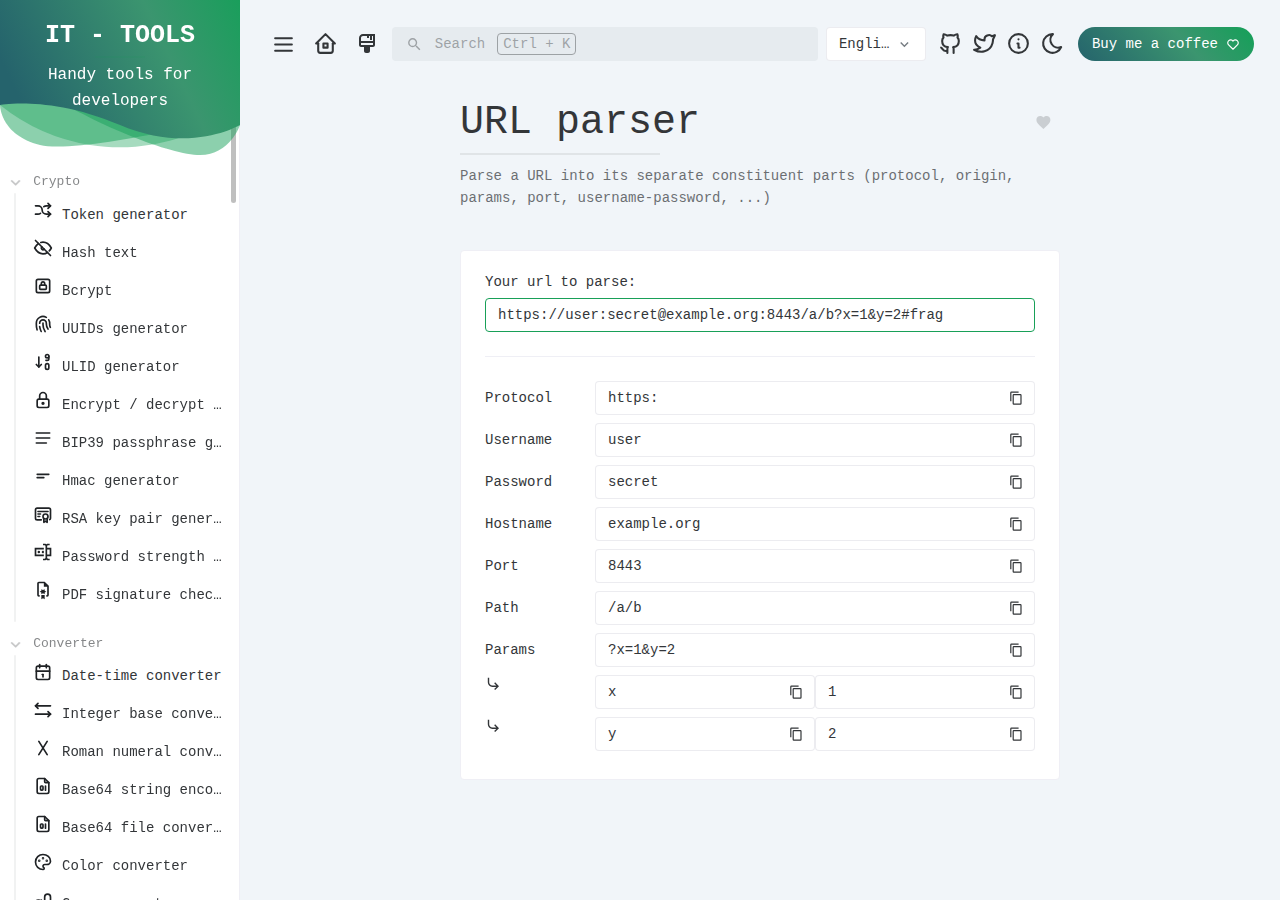 IT - TOOLS
Handy tools for
developers
Crypto
Token generator
Hash text
Bcrypt
UUIDs generator
ULID generator
Encrypt / decrypt …
BIP39 passphrase g…
Hmac generator
RSA key pair gener…
Password strength …
PDF signature chec…
Converter
Date-time converter
Integer base conve…
Roman numeral conv…
Base64 string enco…
Base64 file conver…
Color converter
Search Ctrl + K
Engli…
Buy me a coffee
URL parser
Parse a URL into its separate constituent parts (protocol, origin,
params, port, username-password, ...)
Your url to parse:
https://user:secret@example.org:8443/a/b?x=1&y=2#frag
Protocol https:
Username user
Password secret
Hostname example.org
Port 8443
Path /a/b
Params ?x=1&y=2
x 1
y 2